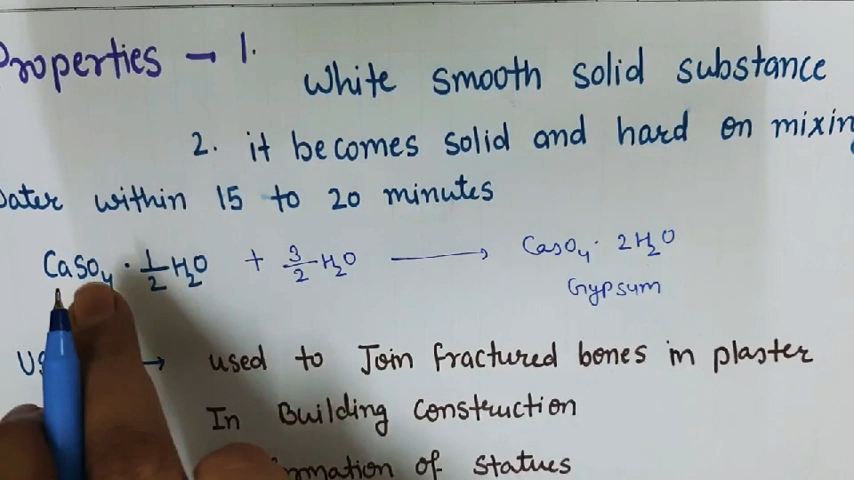 Properties – 1.
White smooth solid substance
2. it becomes solid and hard on mixin
Water within 15 to 20 minutes
CaSO₄ · 1/2 H₂O + 3/2 H₂O ⟶ CaSO₄ · 2H₂O
Gypsum
→ used to Join fractured bones in plaster
In Building construction
of statues